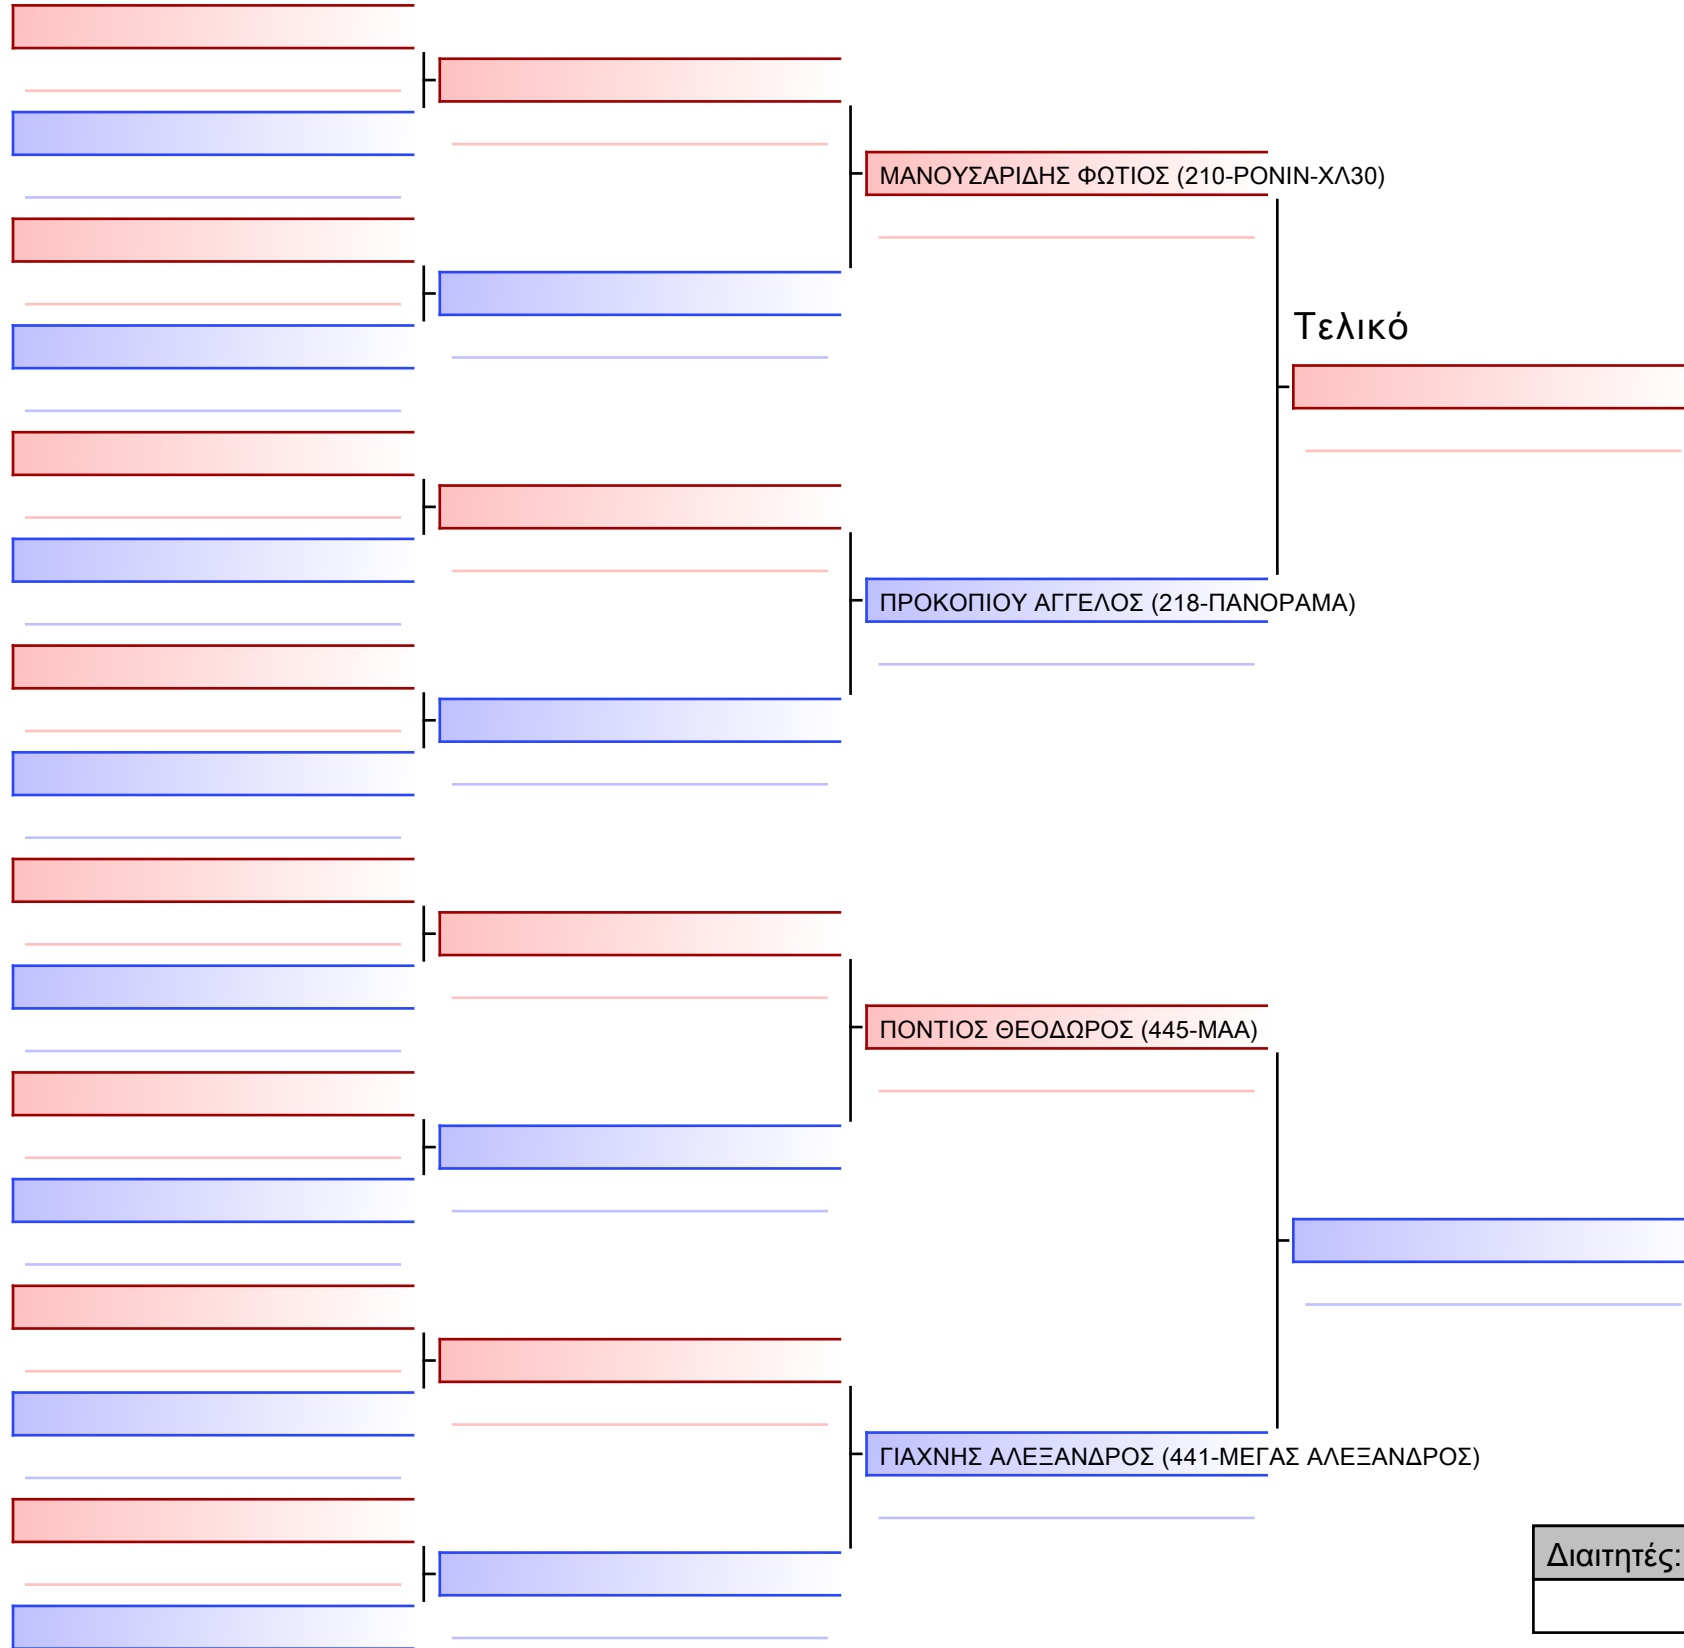 ΜΑΝΟΥΣΑΡΙΔΗΣ ΦΩΤΙΟΣ (210-ΡΟΝΙΝ-ΧΛ30)
Τελικό
ΠΡΟΚΟΠΙΟΥ ΑΓΓΕΛΟΣ (218-ΠΑΝΟΡΑΜΑ)
ΠΟΝΤΙΟΣ ΘΕΟΔΩΡΟΣ (445-ΜΑΑ)
ΓΙΑΧΝΗΣ ΑΛΕΞΑΝΔΡΟΣ (441-ΜΕΓΑΣ ΑΛΕΞΑΝΔΡΟΣ)
Διαιτητές: